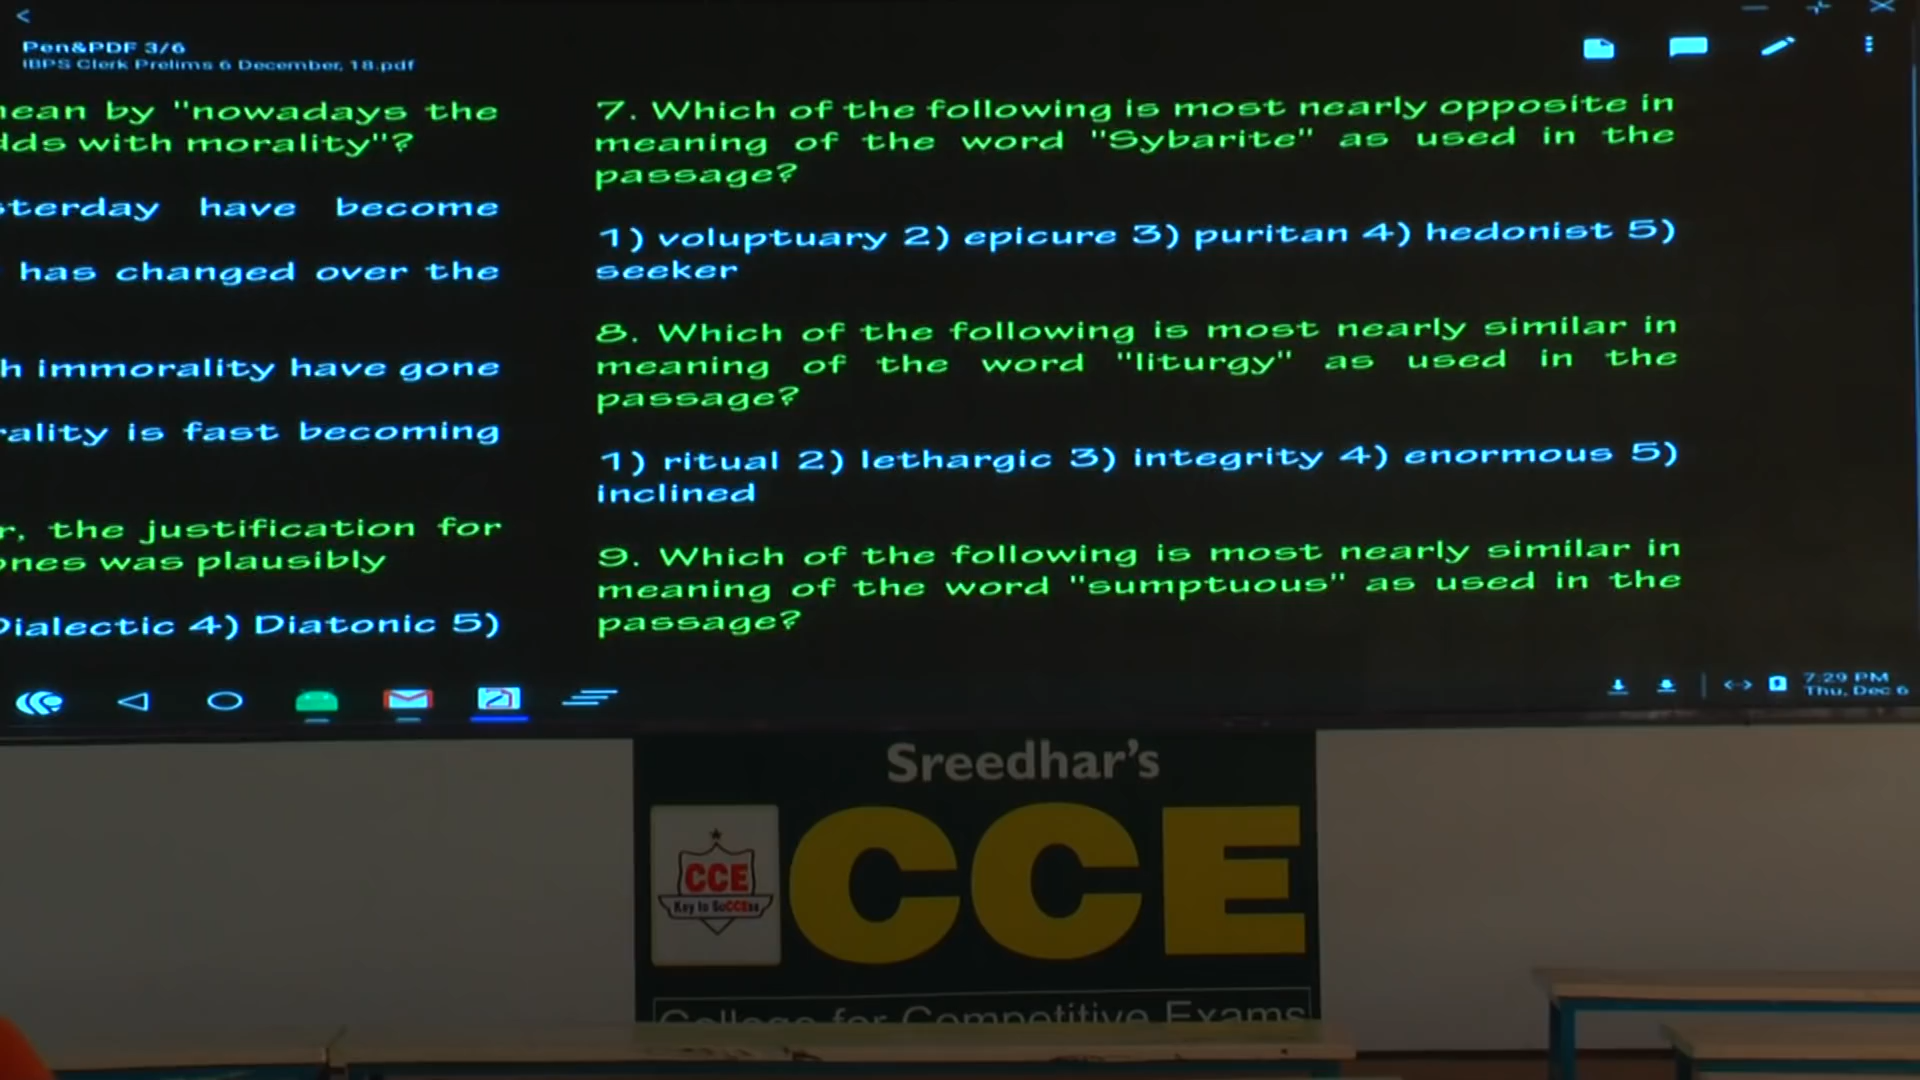 Pen&PDF 3/6
IBPS Clerk Prelims 6 December, 18.pdf
mean by "nowadays the
odds with morality"?
sterday have become
has changed over the
h immorality have gone
rality is fast becoming
r, the justification for
ones was plausibly
Dialectic 4) Diatonic 5)
7. Which of the following is most nearly opposite in
meaning of the word "Sybarite" as used in the
passage?
1) voluptuary 2) epicure 3) puritan 4) hedonist 5)
seeker
8. Which of the following is most nearly similar in
meaning of the word "liturgy" as used in the
passage?
1) ritual 2) lethargic 3) integrity 4) enormous 5)
inclined
9. Which of the following is most nearly similar in
meaning of the word "sumptuous" as used in the
passage?
7:29 PM
Thu, Dec 6
Sreedhar's
CCE
CCE
Key to SuCCEss
College for Competitive Exams